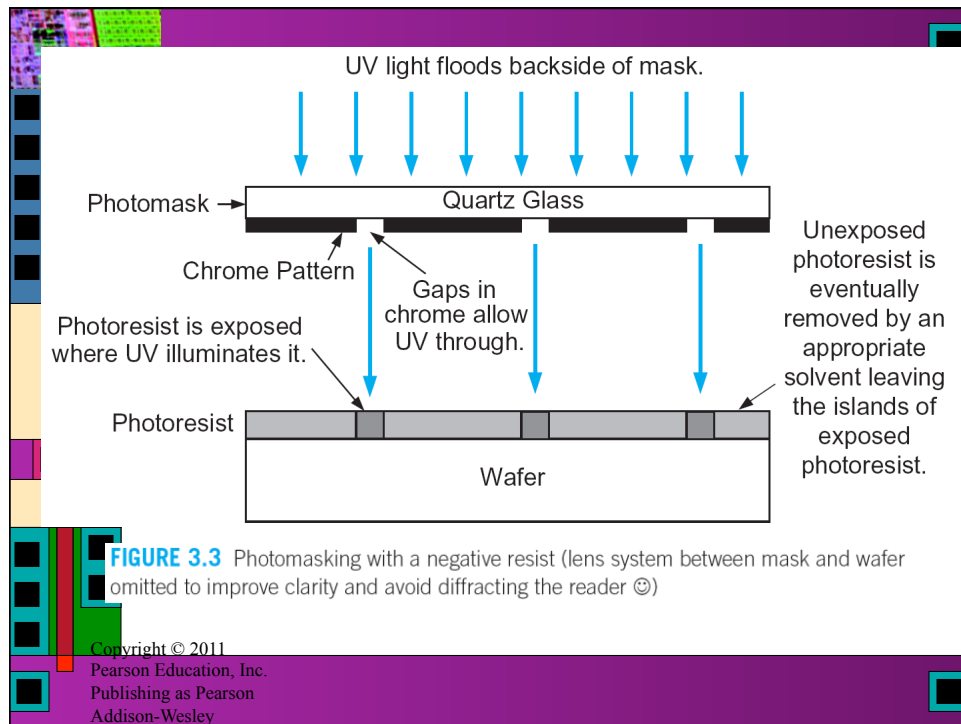 UV light floods backside of mask.
Quartz Glass
Photomask
Chrome Pattern
Gaps in
chrome allow
UV through.
Photoresist is exposed
where UV illuminates it.
Unexposed
photoresist is
eventually
removed by an
appropriate
solvent leaving
the islands of
exposed
photoresist.
Photoresist
Wafer
FIGURE 3.3 Photomasking with a negative resist (lens system between mask and wafer
omitted to improve clarity and avoid diffracting the reader ☺)
Copyright © 2011
Pearson Education, Inc.
Publishing as Pearson
Addison-Wesley